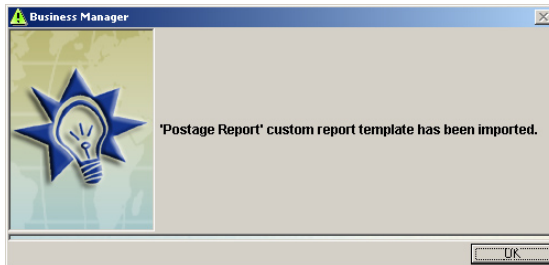 Business Manager
'Postage Report' custom report template has been imported.
OK